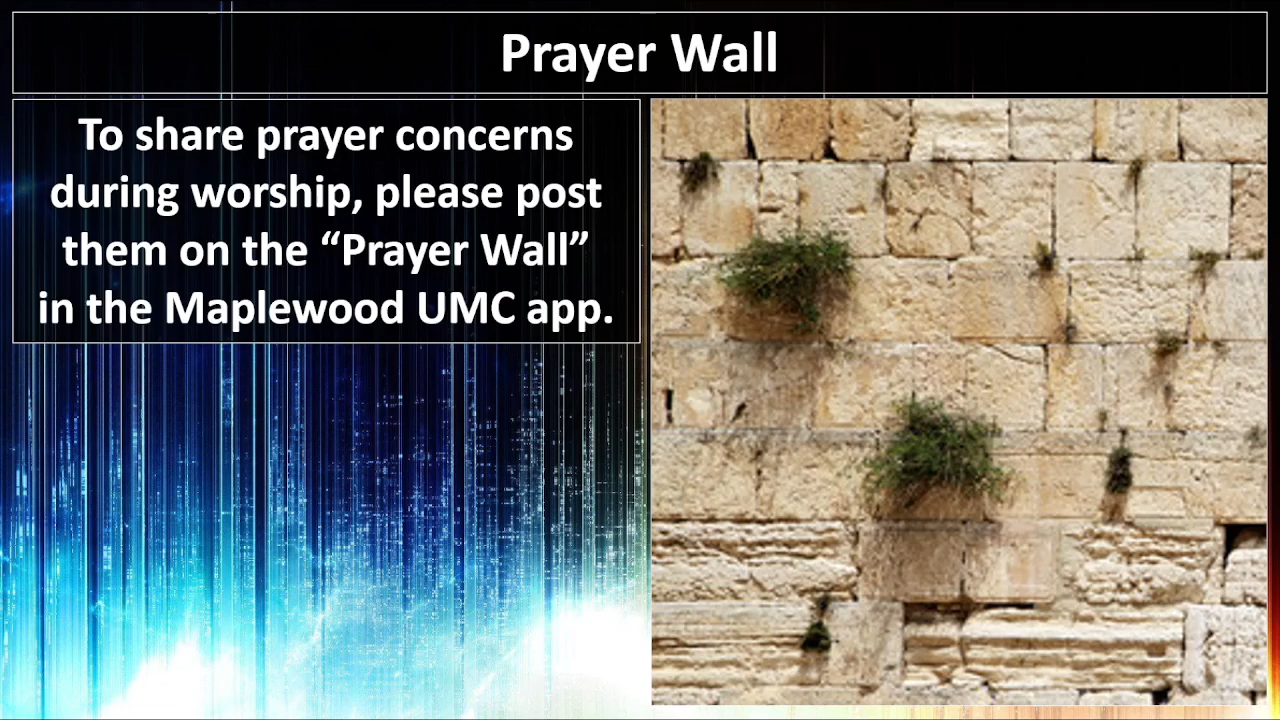 Prayer Wall
To share prayer concerns
during worship, please post
them on the “Prayer Wall”
in the Maplewood UMC app.